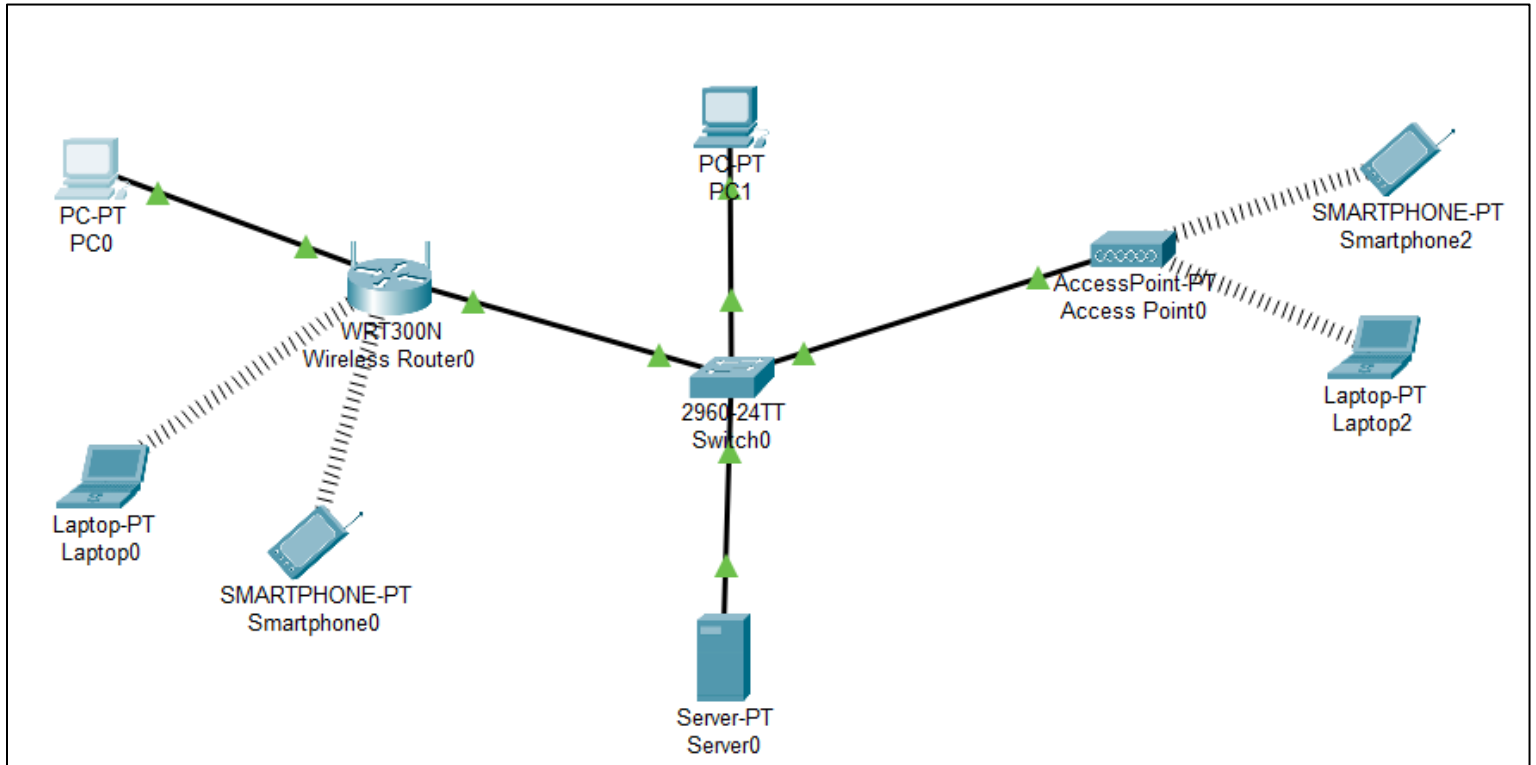 PC-PT
PC0
WRT300N
Wireless Router0
Laptop-PT
Laptop0
SMARTPHONE-PT
Smartphone0
PC-PT
PC1
2960-24TT
Switch0
Server-PT
Server0
AccessPoint-PT
Access Point0
SMARTPHONE-PT
Smartphone2
Laptop-PT
Laptop2